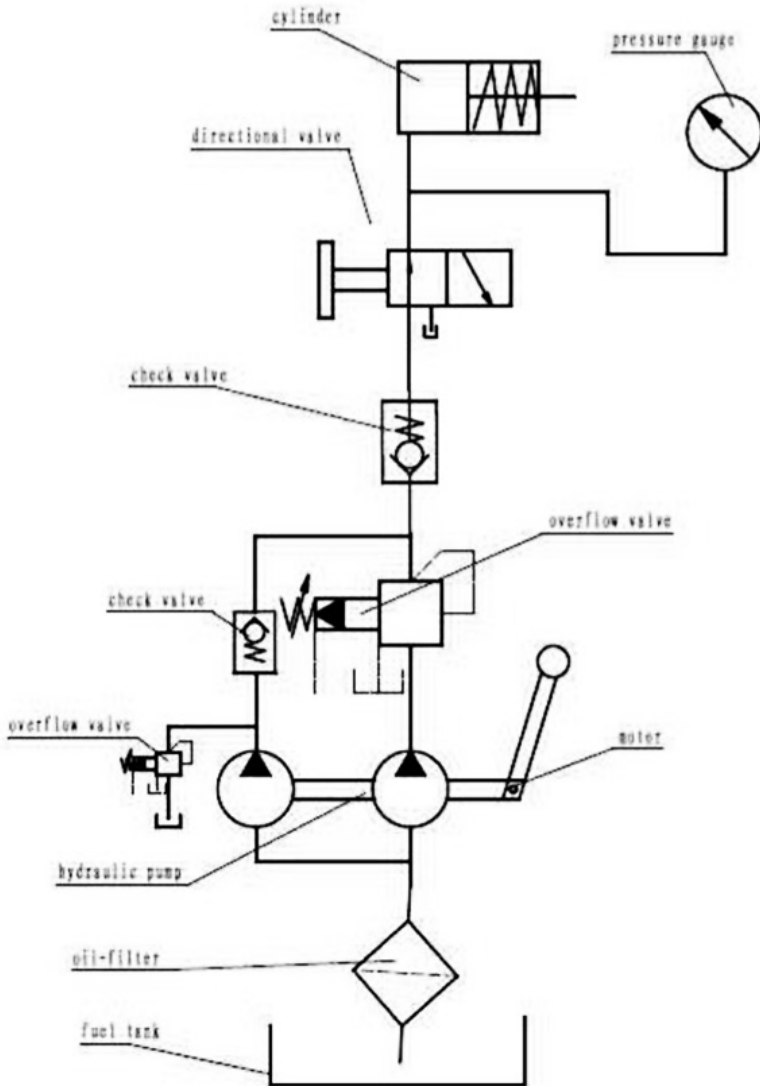 cylinder
pressure gauge
directional valve
check valve
overflow valve
check valve
overflow valve
motor
hydraulic pump
oil-filter
fuel tank